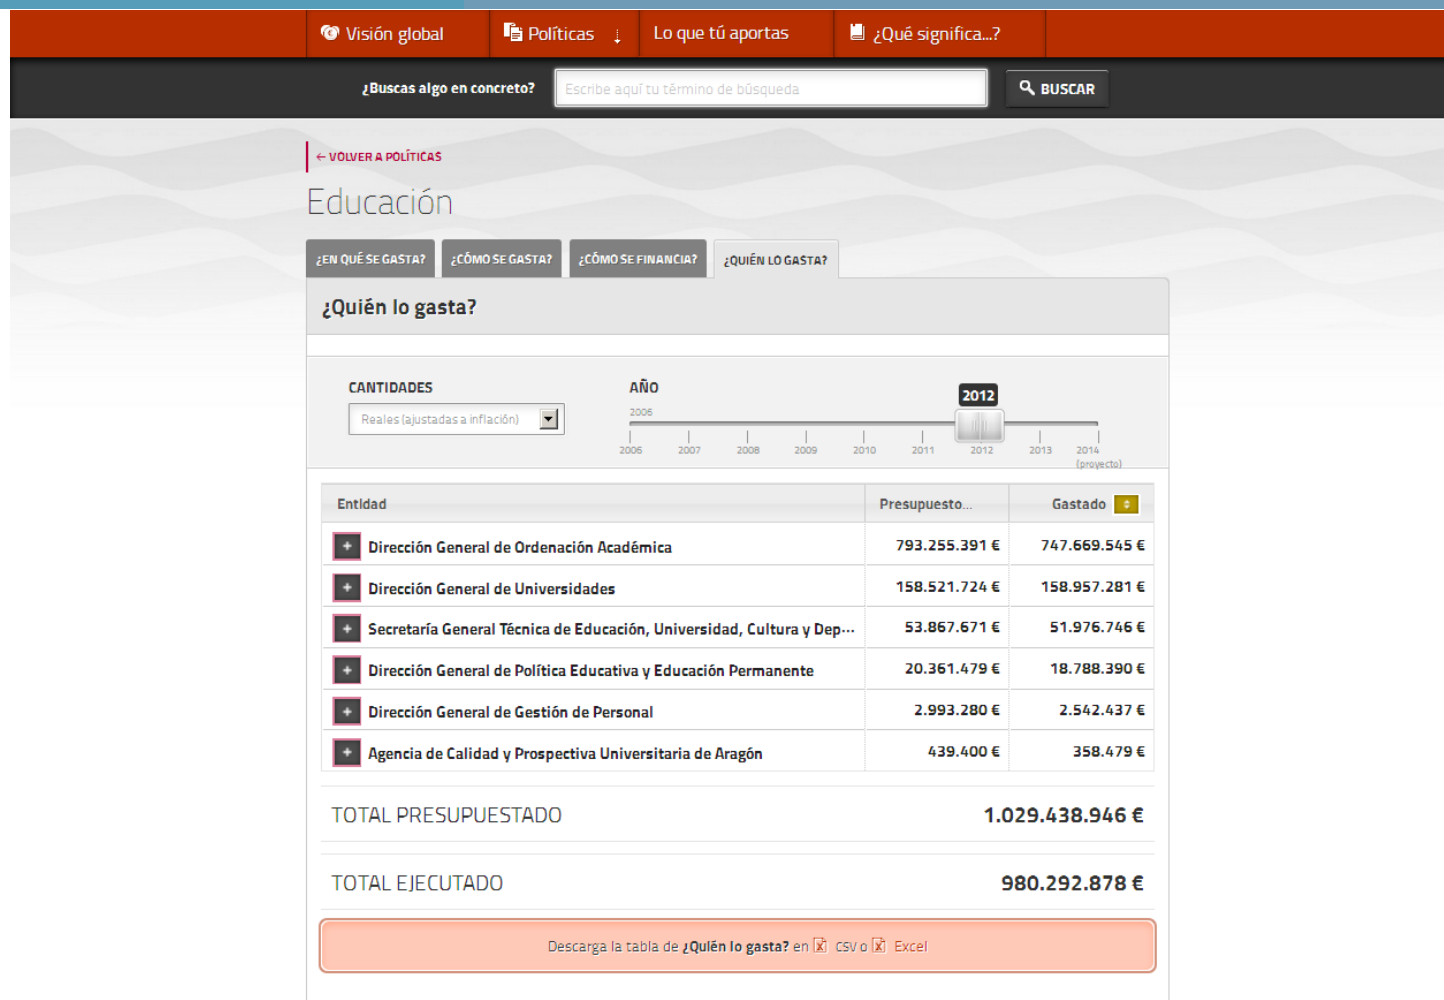 Visión global Políticas ↓ Lo que tú aportas ¿Qué significa...?
¿Buscas algo en concreto? Escribe aquí tu término de búsqueda BUSCAR
← VOLVER A POLÍTICAS
Educación
¿EN QUÉ SE GASTA? ¿CÓMO SE GASTA? ¿CÓMO SE FINANCIA? ¿QUIÉN LO GASTA?
¿Quién lo gasta?
CANTIDADES AÑO 2012
Reales (ajustadas a inflación) 2006
2006 2007 2008 2009 2010 2011 2012 2013 2014
(proyecto)
Entidad Presupuesto... Gastado
+ Dirección General de Ordenación Académica 793.255.391 € 747.669.545 €
+ Dirección General de Universidades 158.521.724 € 158.957.281 €
+ Secretaría General Técnica de Educación, Universidad, Cultura y Dep... 53.867.671 € 51.976.746 €
+ Dirección General de Política Educativa y Educación Permanente 20.361.479 € 18.788.390 €
+ Dirección General de Gestión de Personal 2.993.280 € 2.542.437 €
+ Agencia de Calidad y Prospectiva Universitaria de Aragón 439.400 € 358.479 €
TOTAL PRESUPUESTADO 1.029.438.946 €
TOTAL EJECUTADO 980.292.878 €
Descarga la tabla de ¿Quién lo gasta? en CSV o Excel